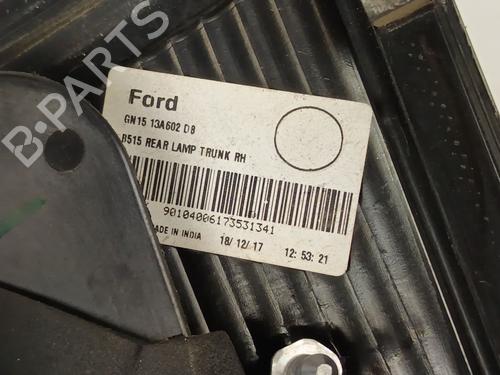 B-PARTS
Ford
GN15 13A602 DB
B515 REAR LAMP TRUNK RH
90104006173531341
MADE IN INDIA 18/12/17 12:53:21